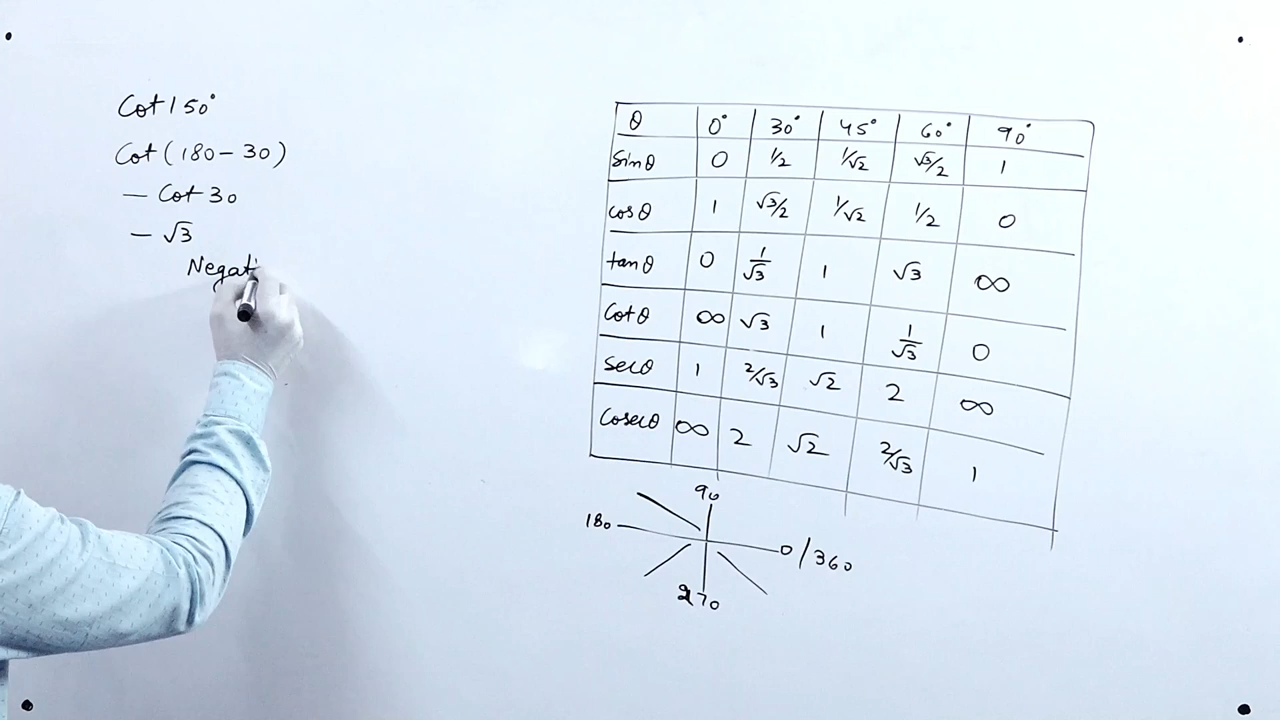 Cot 150°
Cot (180 - 30)
- Cot 30
- √3
Negati
θ 0° 30° 45° 60° 90°
sinθ 0 1/2 1/√2 √3/2 1
cosθ 1 √3/2 1/√2 1/2 0
tanθ 0 1/√3 1 √3 ∞
Cotθ ∞ √3 1 1/√3 0
secθ 1 2/√3 √2 2 ∞
Cosecθ ∞ 2 √2 2/√3 1
90
180
0/360
270